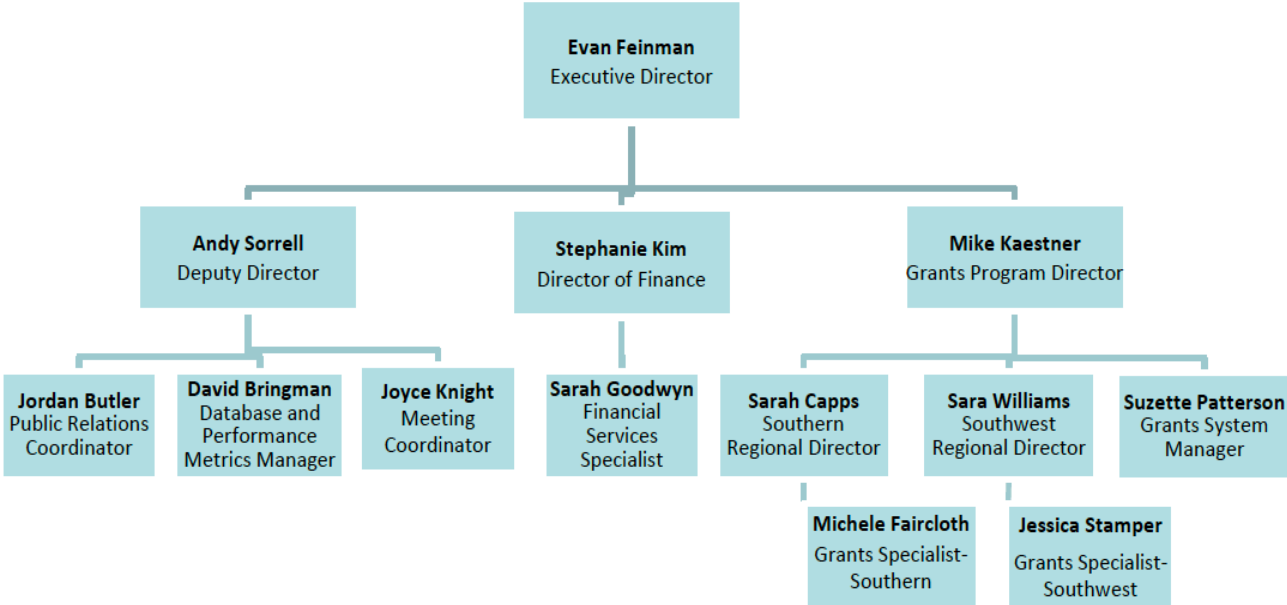 Evan Feinman
Executive Director
Andy Sorrell
Deputy Director
Stephanie Kim
Director of Finance
Mike Kaestner
Grants Program Director
Jordan Butler
Public Relations
Coordinator
David Bringman
Database and
Performance
Metrics Manager
Joyce Knight
Meeting
Coordinator
Sarah Goodwyn
Financial
Services
Specialist
Sarah Capps
Southern
Regional Director
Sara Williams
Southwest
Regional Director
Suzette Patterson
Grants System
Manager
Michele Faircloth
Grants Specialist-
Southern
Jessica Stamper
Grants Specialist-
Southwest